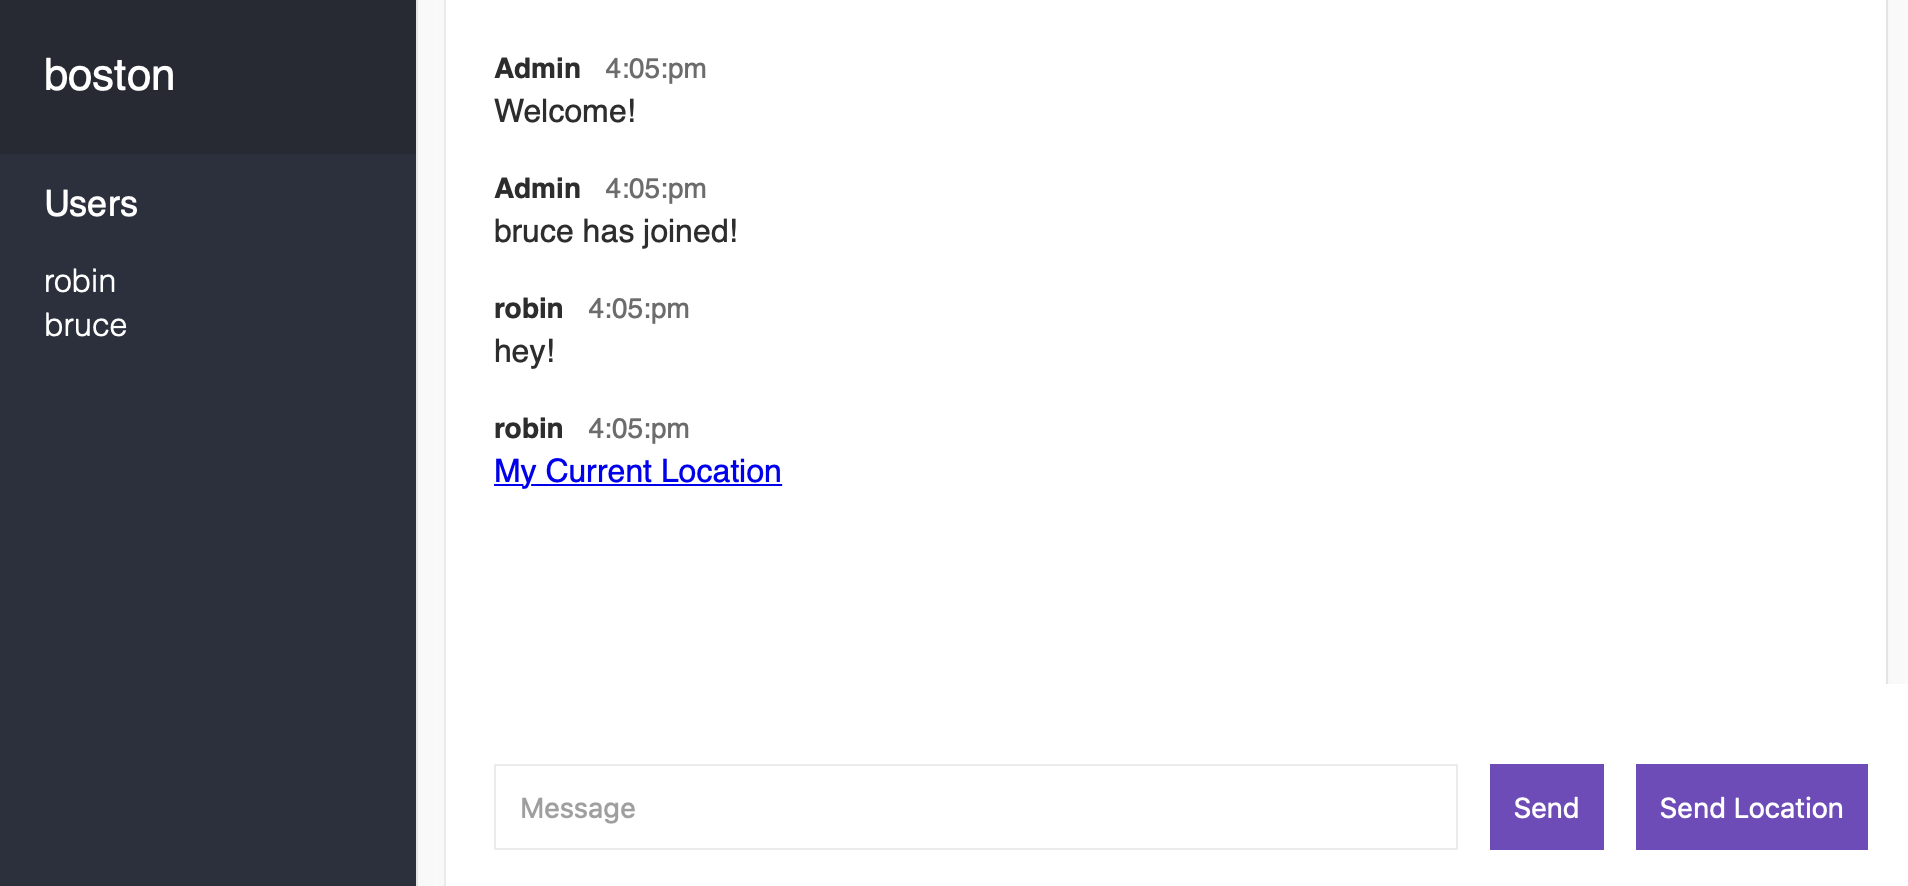 boston
Users
robin
bruce
Admin 4:05:pm
Welcome!
Admin 4:05:pm
bruce has joined!
robin 4:05:pm
hey!
robin 4:05:pm
My Current Location
Message
Send
Send Location